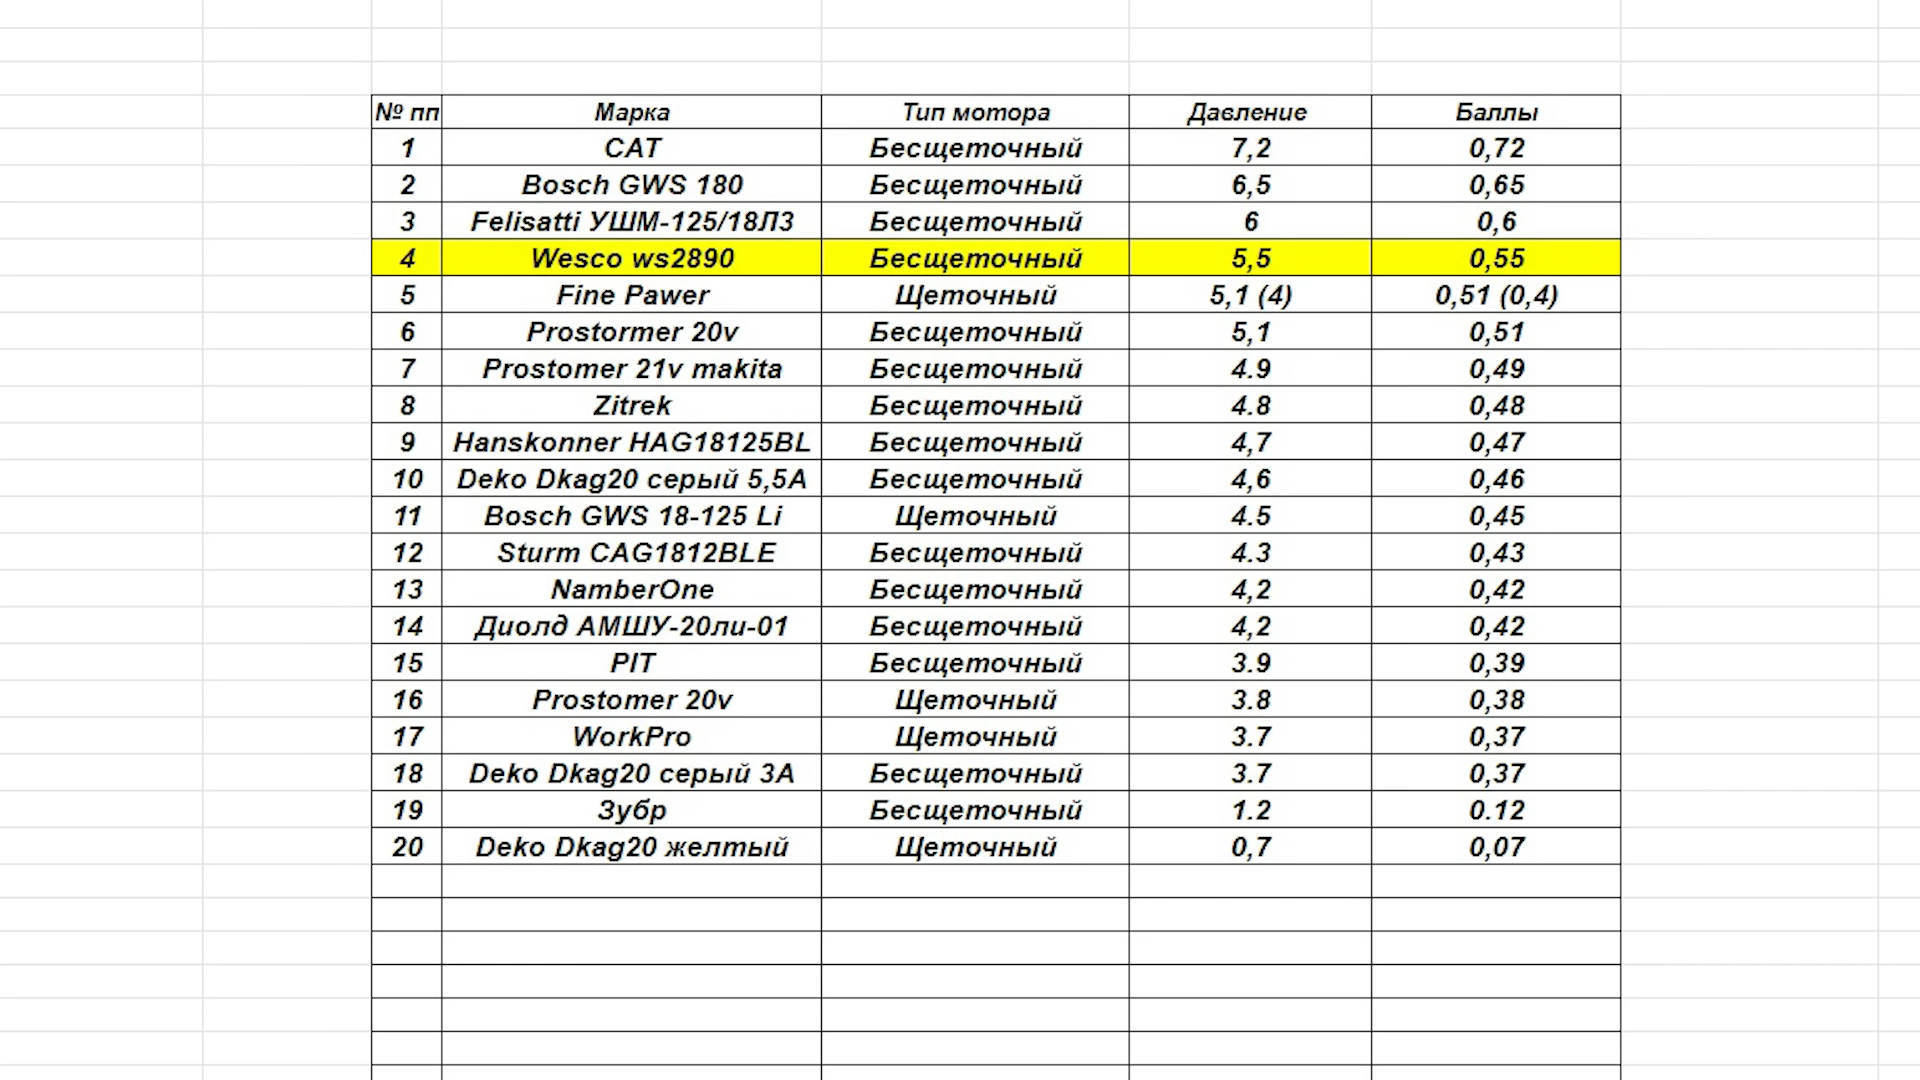 № пп Марка Тип мотора Давление Баллы
1 CAT Бесщеточный 7,2 0,72
2 Bosch GWS 180 Бесщеточный 6,5 0,65
3 Felisatti УШМ-125/18Л3 Бесщеточный 6 0,6
4 Wesco ws2890 Бесщеточный 5,5 0,55
5 Fine Pawer Щеточный 5,1 (4) 0,51 (0,4)
6 Prostormer 20v Бесщеточный 5,1 0,51
7 Prostomer 21v makita Бесщеточный 4.9 0,49
8 Zitrek Бесщеточный 4.8 0,48
9 Hanskonner HAG18125BL Бесщеточный 4,7 0,47
10 Deko Dkag20 серый 5,5А Бесщеточный 4,6 0,46
11 Bosch GWS 18-125 Li Щеточный 4.5 0,45
12 Sturm CAG1812BLE Бесщеточный 4.3 0,43
13 NamberOne Бесщеточный 4,2 0,42
14 Диолд АМШУ-20ли-01 Бесщеточный 4,2 0,42
15 PIT Бесщеточный 3.9 0,39
16 Prostomer 20v Щеточный 3.8 0,38
17 WorkPro Щеточный 3.7 0,37
18 Deko Dkag20 серый 3А Бесщеточный 3.7 0,37
19 Зубр Бесщеточный 1.2 0.12
20 Deko Dkag20 желтый Щеточный 0,7 0,07